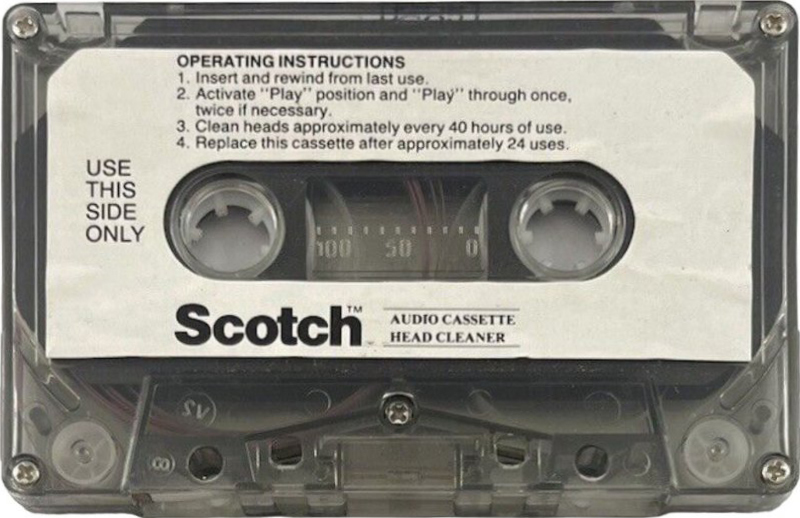 OPERATING INSTRUCTIONS
1. Insert and rewind from last use.
2. Activate "Play" position and "Play" through once,
twice if necessary.
3. Clean heads approximately every 40 hours of use.
4. Replace this cassette after approximately 24 uses.
USE
THIS
SIDE
ONLY
100 50 0
Scotch™
AUDIO CASSETTE
HEAD CLEANER